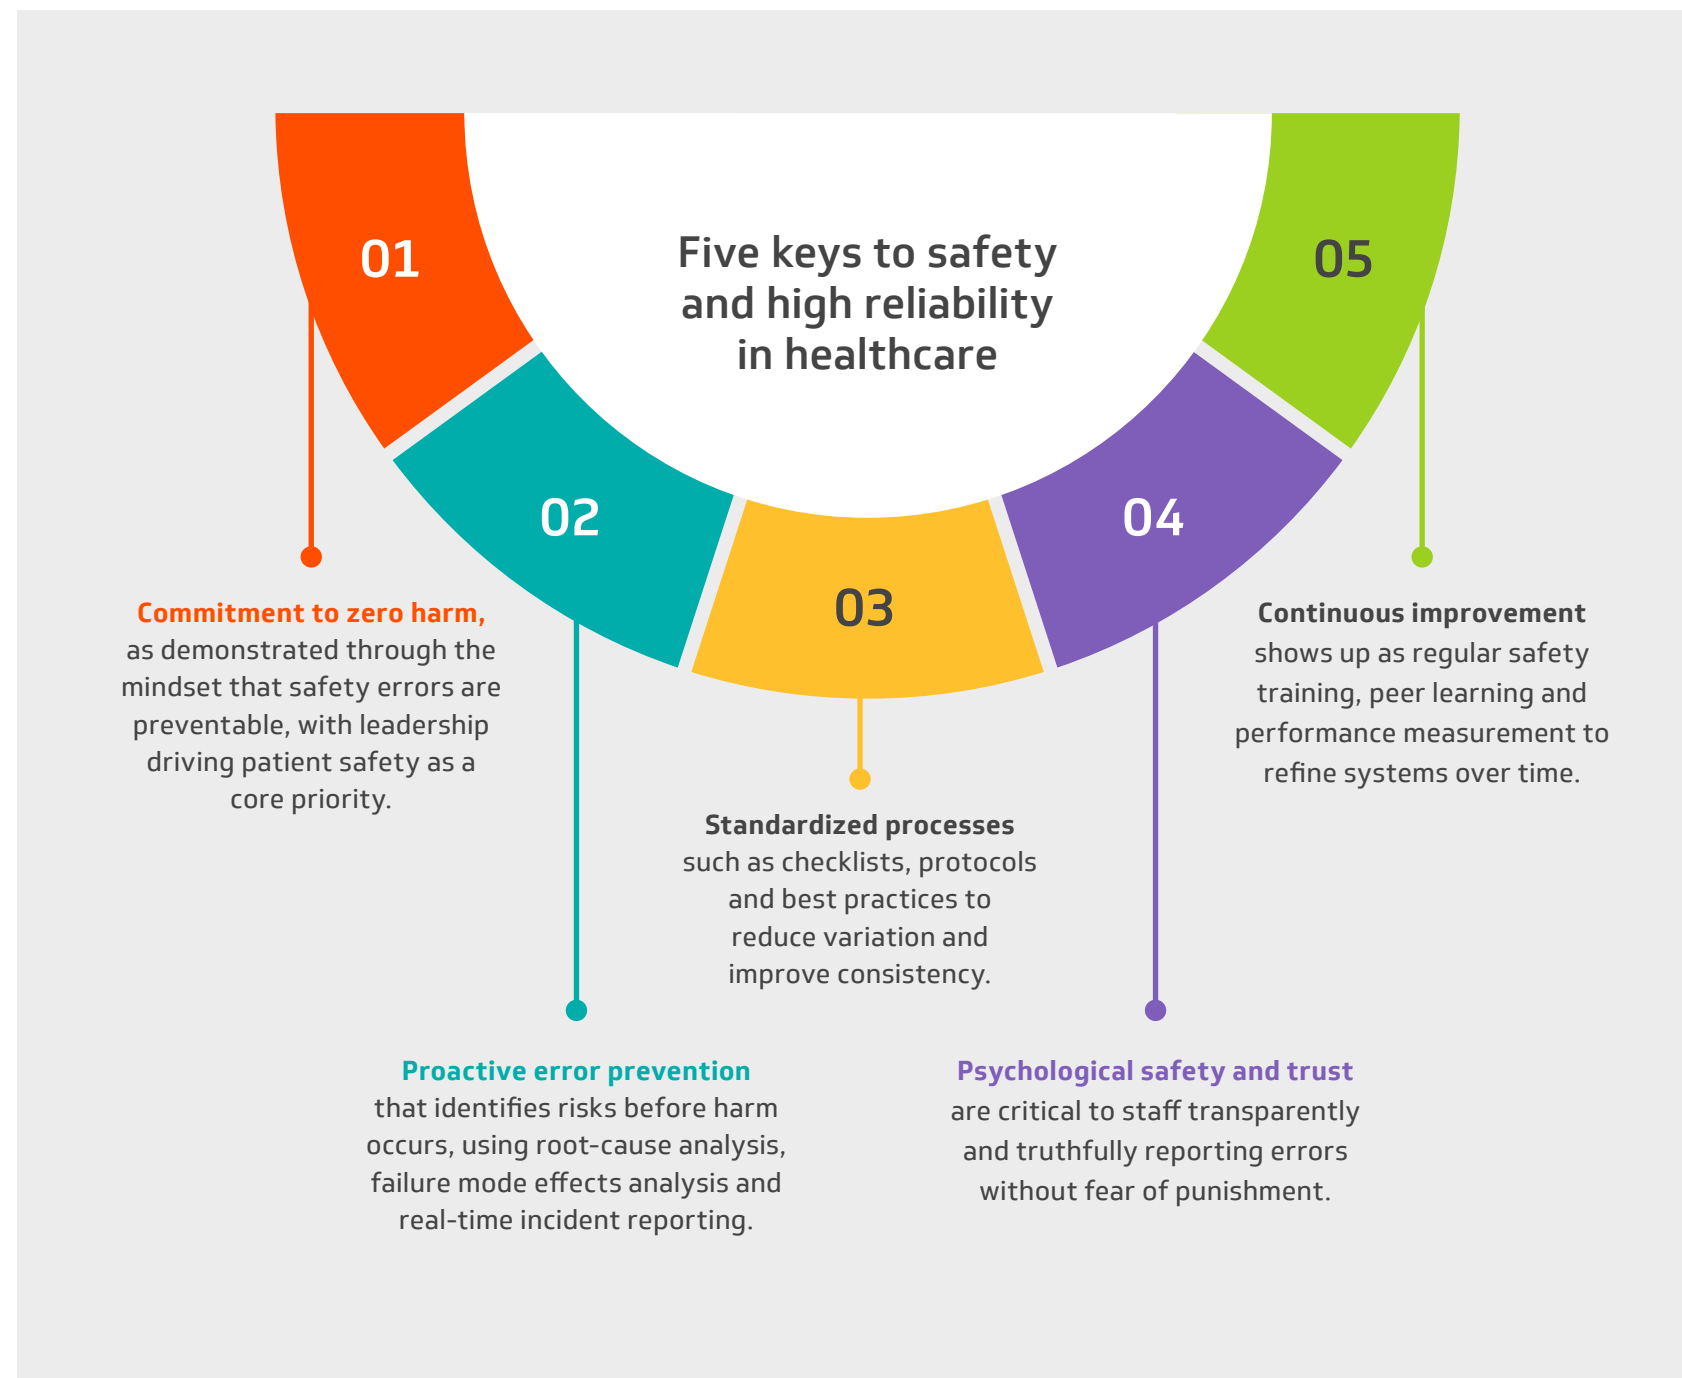 Five keys to safety
and high reliability
in healthcare
01
Commitment to zero harm,
as demonstrated through the
mindset that safety errors are
preventable, with leadership
driving patient safety as a
core priority.
02
Proactive error prevention
that identifies risks before harm
occurs, using root-cause analysis,
failure mode effects analysis and
real-time incident reporting.
03
Standardized processes
such as checklists, protocols
and best practices to
reduce variation and
improve consistency.
04
Psychological safety and trust
are critical to staff transparently
and truthfully reporting errors
without fear of punishment.
05
Continuous improvement
shows up as regular safety
training, peer learning and
performance measurement to
refine systems over time.